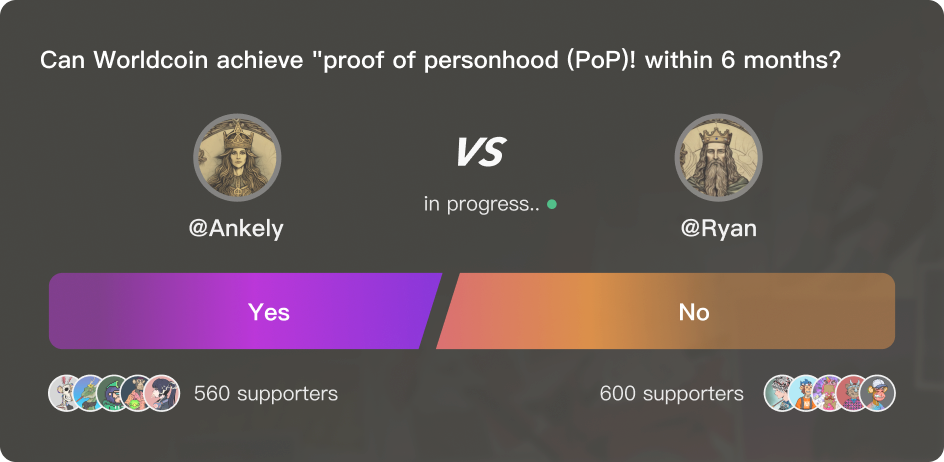 Can Worldcoin achieve "proof of personhood (PoP)! within 6 months?
VS
in progress..
@Ankely
@Ryan
Yes
No
560 supporters
600 supporters